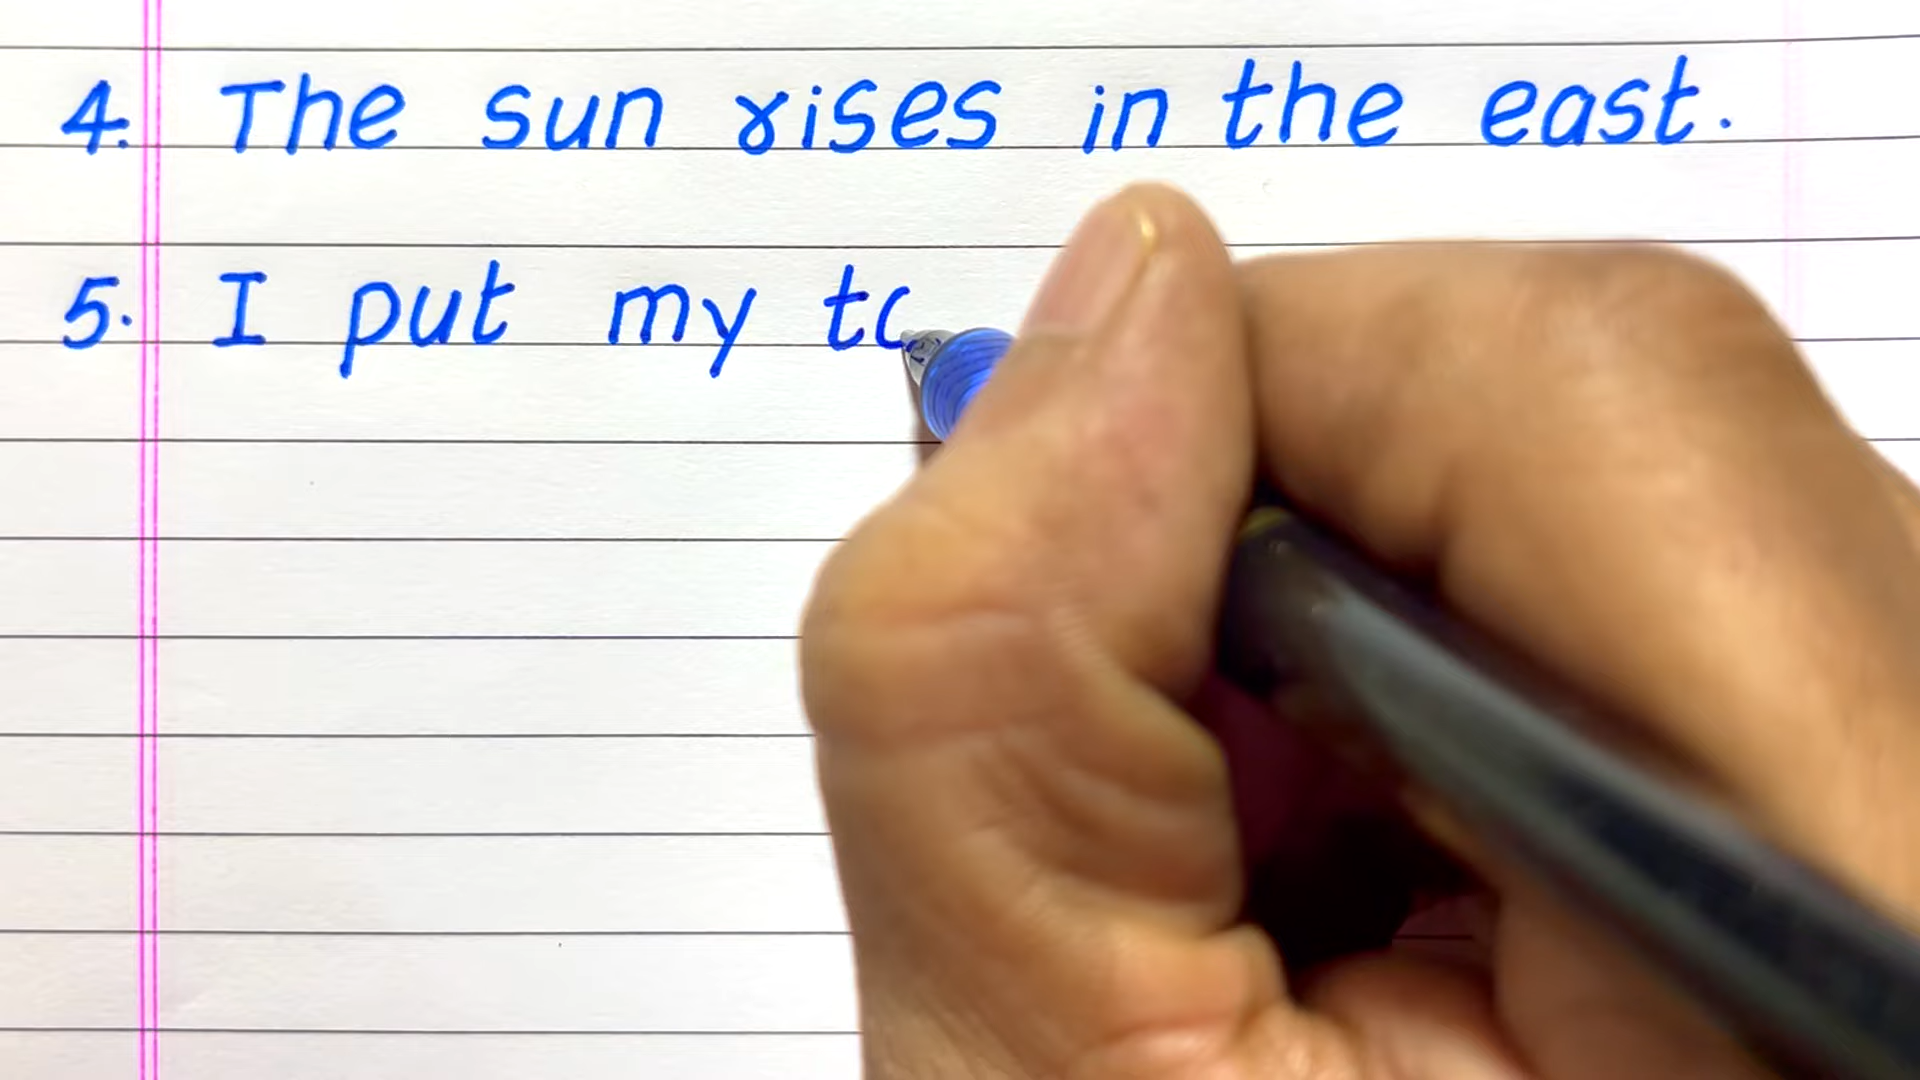 4. The sun rises in the east.
5. I put my